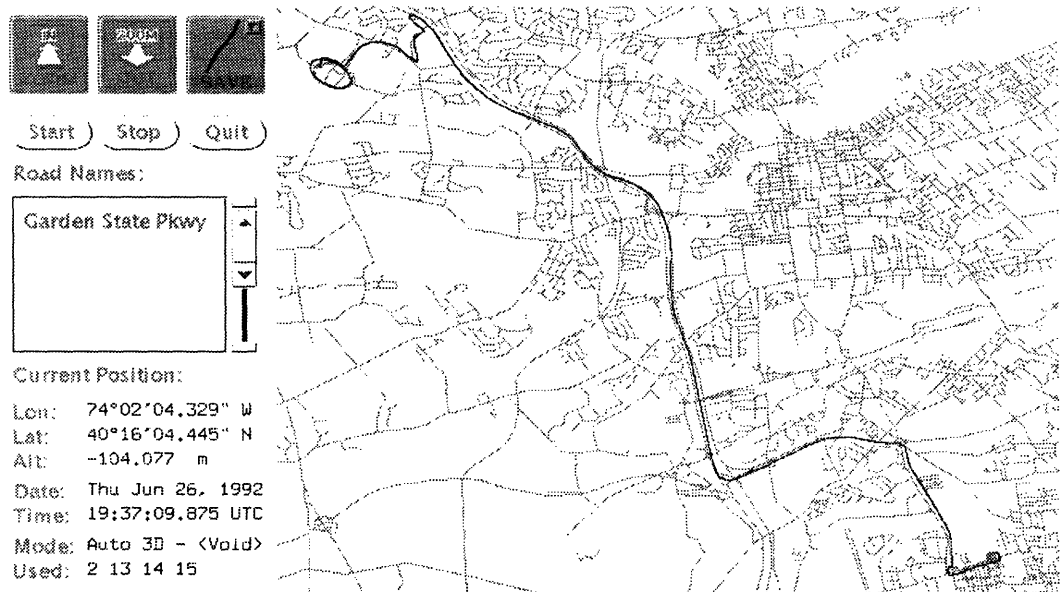 IN
ZOOM
SAVE
Start
Stop
Quit
Road Names:
Garden State Pkwy
Current Position:
Lon: 74°02'04.329" W
Lat: 40°16'04.445" N
Alt: -104.077 m
Date: Thu Jun 26, 1992
Time: 19:37:09.875 UTC
Mode: Auto 3D - <Void>
Used: 2 13 14 15